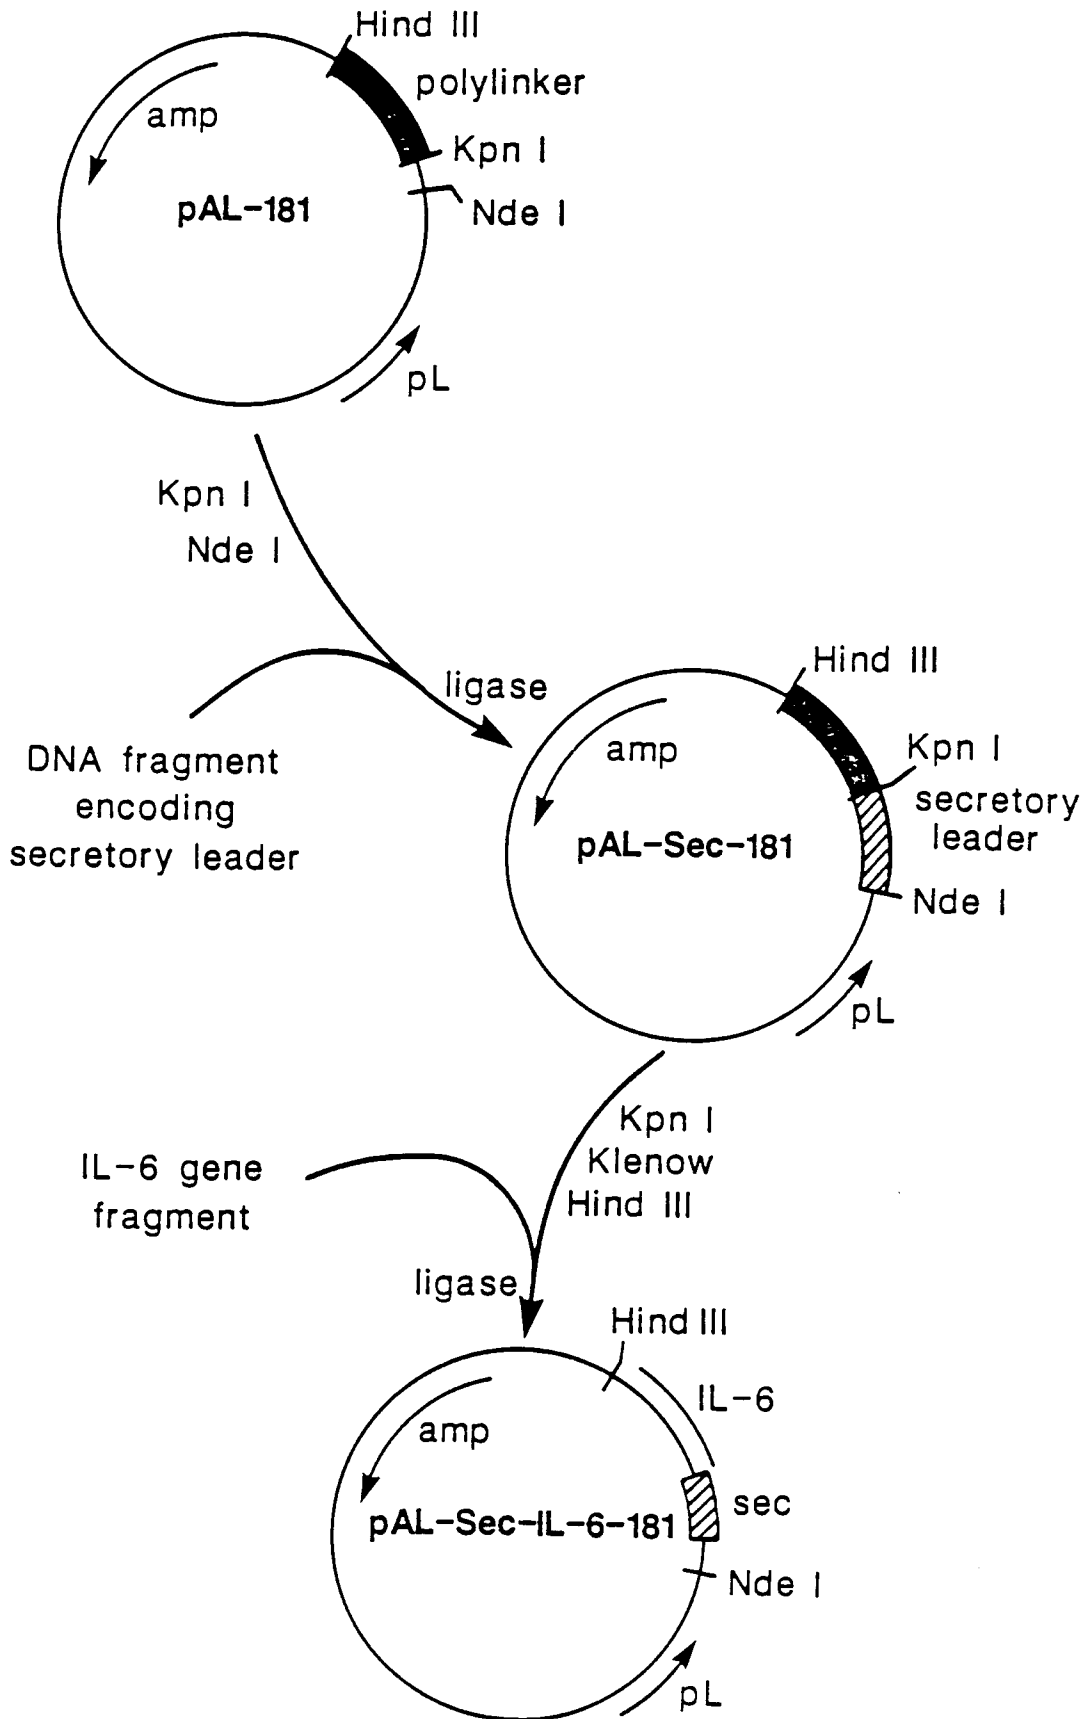 Hind III
polylinker
amp
Kpn I
pAL-181
Nde I
pL
Kpn I
Nde I
ligase
DNA fragment
encoding
secretory leader
Hind III
amp
Kpn I
secretory
leader
pAL-Sec-181
Nde I
pL
Kpn I
Klenow
Hind III
IL-6 gene
fragment
ligase
Hind III
IL-6
amp
sec
pAL-Sec-IL-6-181
Nde I
pL